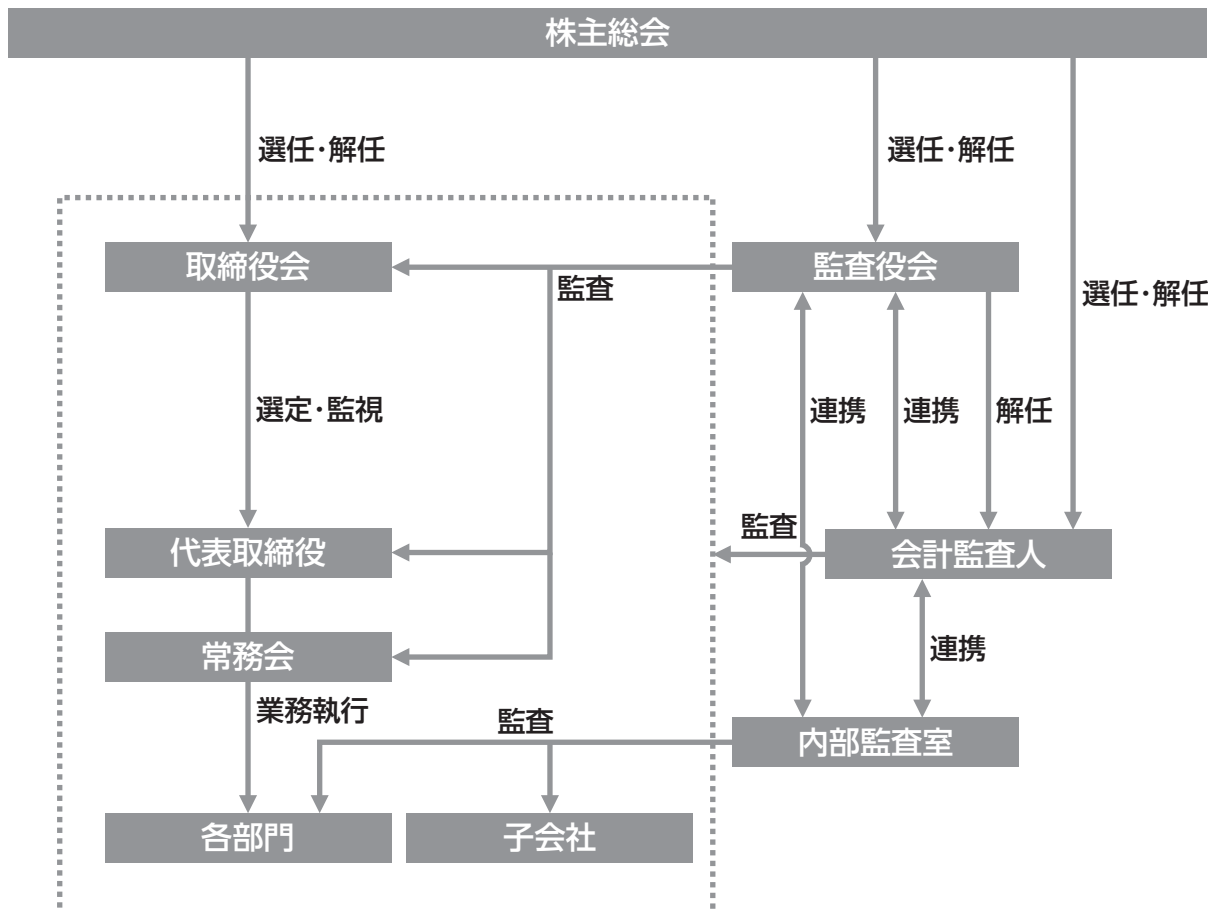 株主総会
選任・解任
選任・解任
選任・解任
取締役会
監査役会
監査
選定・監視
連携
連携
解任
監査
代表取締役
会計監査人
常務会
連携
業務執行
監査
内部監査室
各部門
子会社